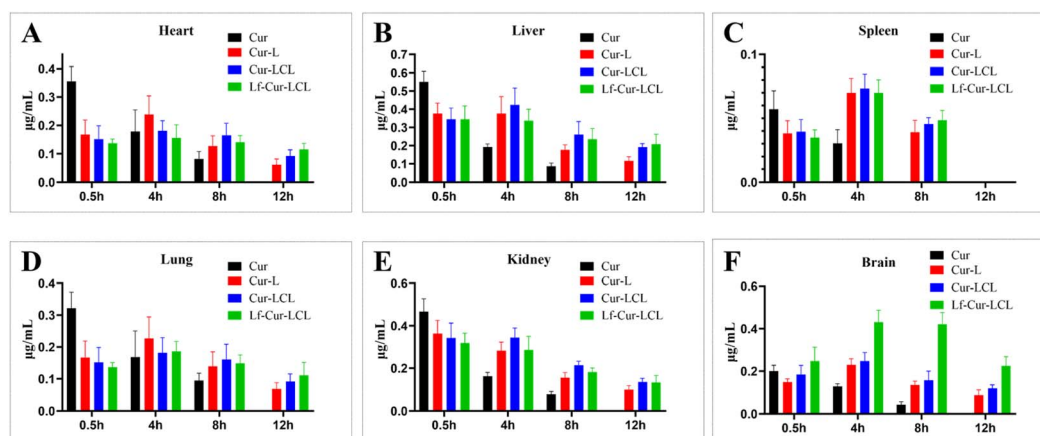 A
Heart
Cur
Cur-L
Cur-LCL
Lf-Cur-LCL
μg/mL
0.4
0.3
0.2
0.1
0.0
0.5h 4h 8h 12h
B
Liver
Cur
Cur-L
Cur-LCL
Lf-Cur-LCL
μg/mL
0.7
0.6
0.5
0.4
0.3
0.2
0.1
0.0
0.5h 4h 8h 12h
C
Spleen
Cur
Cur-L
Cur-LCL
Lf-Cur-LCL
μg/mL
0.1
0.0
0.5h 4h 8h 12h
D
Lung
Cur
Cur-L
Cur-LCL
Lf-Cur-LCL
μg/mL
0.4
0.3
0.2
0.1
0.0
0.5h 4h 8h 12h
E
Kidney
Cur
Cur-L
Cur-LCL
Lf-Cur-LCL
μg/mL
0.6
0.4
0.2
0.0
0.5h 4h 8h 12h
F
Brain
Cur
Cur-L
Cur-LCL
Lf-Cur-LCL
μg/mL
0.6
0.4
0.2
0.0
0.5h 4h 8h 12h